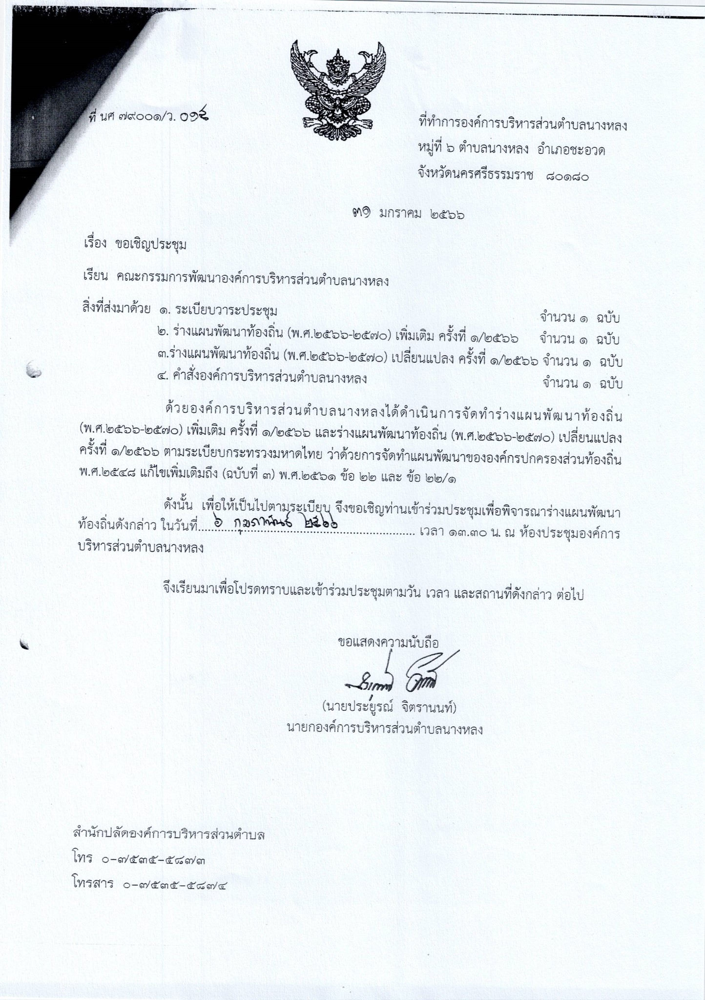 ที่ นศ ๗๙๐๐๑/ว. ๐๑๕
ที่ทำการองค์การบริหารส่วนตำบลนางหลง
หมู่ที่ ๖ ตำบลนางหลง อำเภอชะอวด
จังหวัดนครศรีธรรมราช ๘๐๑๘๐
๓๑ มกราคม ๒๕๖๖
เรื่อง ขอเชิญประชุม
เรียน คณะกรรมการพัฒนาองค์การบริหารส่วนตำบลนางหลง
สิ่งที่ส่งมาด้วย ๑. ระเบียบวาระประชุม จำนวน ๑ ฉบับ
๒. ร่างแผนพัฒนาท้องถิ่น (พ.ศ.๒๕๖๖-๒๕๗๐) เพิ่มเติม ครั้งที่ ๑/๒๕๖๖ จำนวน ๑ ฉบับ
๓.ร่างแผนพัฒนาท้องถิ่น (พ.ศ.๒๕๖๖-๒๕๗๐) เปลี่ยนแปลง ครั้งที่ ๑/๒๕๖๖ จำนวน ๑ ฉบับ
๔. คำสั่งองค์การบริหารส่วนตำบลนางหลง จำนวน ๑ ฉบับ
ด้วยองค์การบริหารส่วนตำบลนางหลงได้ดำเนินการจัดทำร่างแผนพัฒนาท้องถิ่น
(พ.ศ.๒๕๖๖-๒๕๗๐) เพิ่มเติม ครั้งที่ ๑/๒๕๖๖ และร่างแผนพัฒนาท้องถิ่น (พ.ศ.๒๕๖๖-๒๕๗๐) เปลี่ยนแปลง
ครั้งที่ ๑/๒๕๖๖ ตามระเบียบกระทรวงมหาดไทย ว่าด้วยการจัดทำแผนพัฒนาขององค์กรปกครองส่วนท้องถิ่น
พ.ศ.๒๕๔๘ แก้ไขเพิ่มเติมถึง (ฉบับที่ ๓) พ.ศ.๒๕๖๑ ข้อ ๒๒ และ ข้อ ๒๒/๑
ดังนั้น เพื่อให้เป็นไปตามระเบียบ จึงขอเชิญท่านเข้าร่วมประชุมเพื่อพิจารณาร่างแผนพัฒนา
ท้องถิ่นดังกล่าว ในวันที่ ๖ กุมภาพันธ์ ๒๕๖๖ เวลา ๑๓.๓๐ น. ณ ห้องประชุมองค์การ
บริหารส่วนตำบลนางหลง
จึงเรียนมาเพื่อโปรดทราบและเข้าร่วมประชุมตามวัน เวลา และสถานที่ดังกล่าว ต่อไป
ขอแสดงความนับถือ
(นายประยูรณ์ จิตรานนท์)
นายกองค์การบริหารส่วนตำบลนางหลง
สำนักปลัดองค์การบริหารส่วนตำบล
โทร ๐-๗๕๓๕-๕๘๗๓
โทรสาร ๐-๗๕๓๕-๕๘๗๔